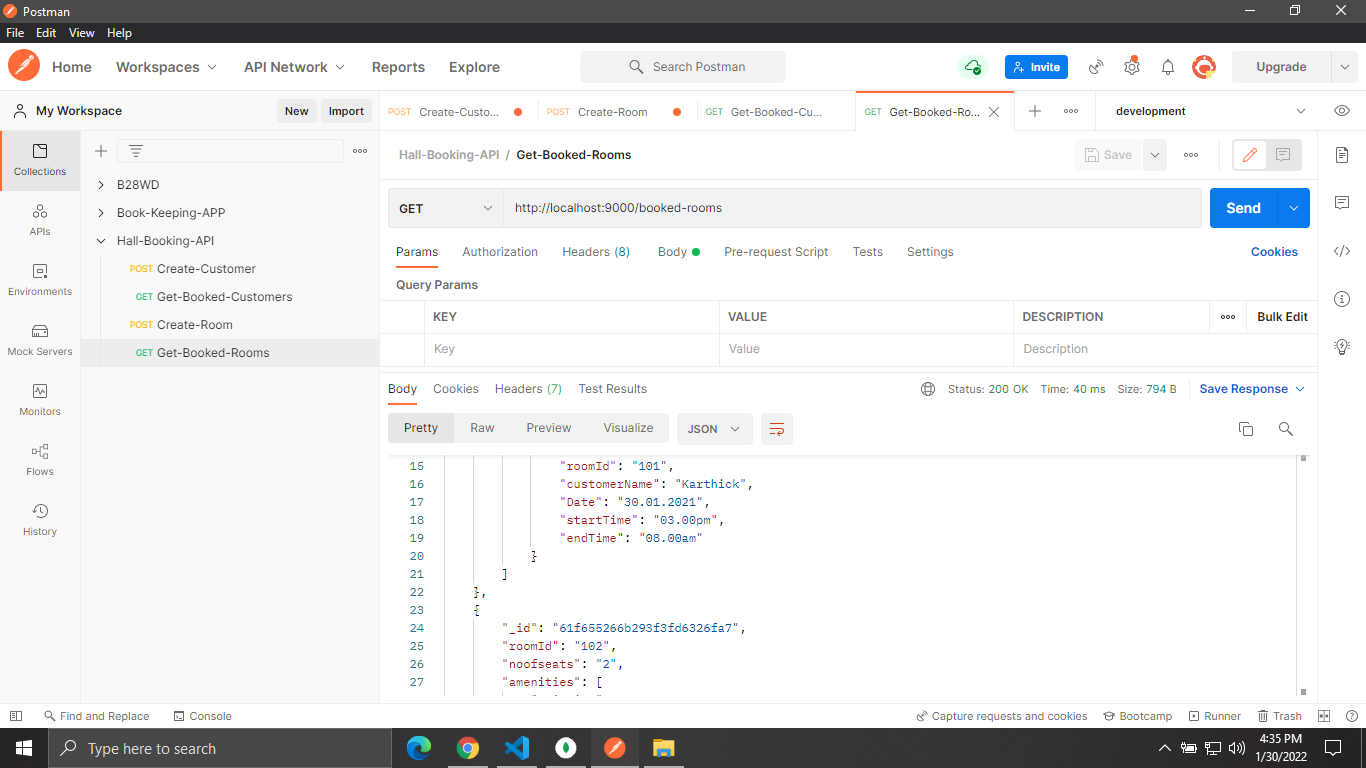 Postman
File Edit View Help
Home Workspaces API Network Reports Explore Search Postman Invite Upgrade
My Workspace New Import
POST Create-Custo... POST Create-Room GET Get-Booked-Cu... GET Get-Booked-Ro... development
Collections
APIs
Environments
Mock Servers
Monitors
Flows
History
B28WD
Book-Keeping-APP
Hall-Booking-API
POST Create-Customer
GET Get-Booked-Customers
POST Create-Room
GET Get-Booked-Rooms
Hall-Booking-API / Get-Booked-Rooms Save
GET http://localhost:9000/booked-rooms Send
Params Authorization Headers (8) Body Pre-request Script Tests Settings Cookies
Query Params
KEY VALUE DESCRIPTION Bulk Edit
Key Value Description
Body Cookies Headers (7) Test Results Status: 200 OK Time: 40 ms Size: 794 B Save Response
Pretty Raw Preview Visualize JSON
15 "roomId": "101",
16 "customerName": "Karthick",
17 "Date": "30.01.2021",
18 "startTime": "03.00pm",
19 "endTime": "08.00am"
20 }
21 ]
22 },
23 {
24 "_id": "61f655266b293f3fd6326fa7",
25 "roomId": "102",
26 "noofseats": "2",
27 "amenities": [
Find and Replace Console Capture requests and cookies Bootcamp Runner Trash
Type here to search
4:35 PM
1/30/2022